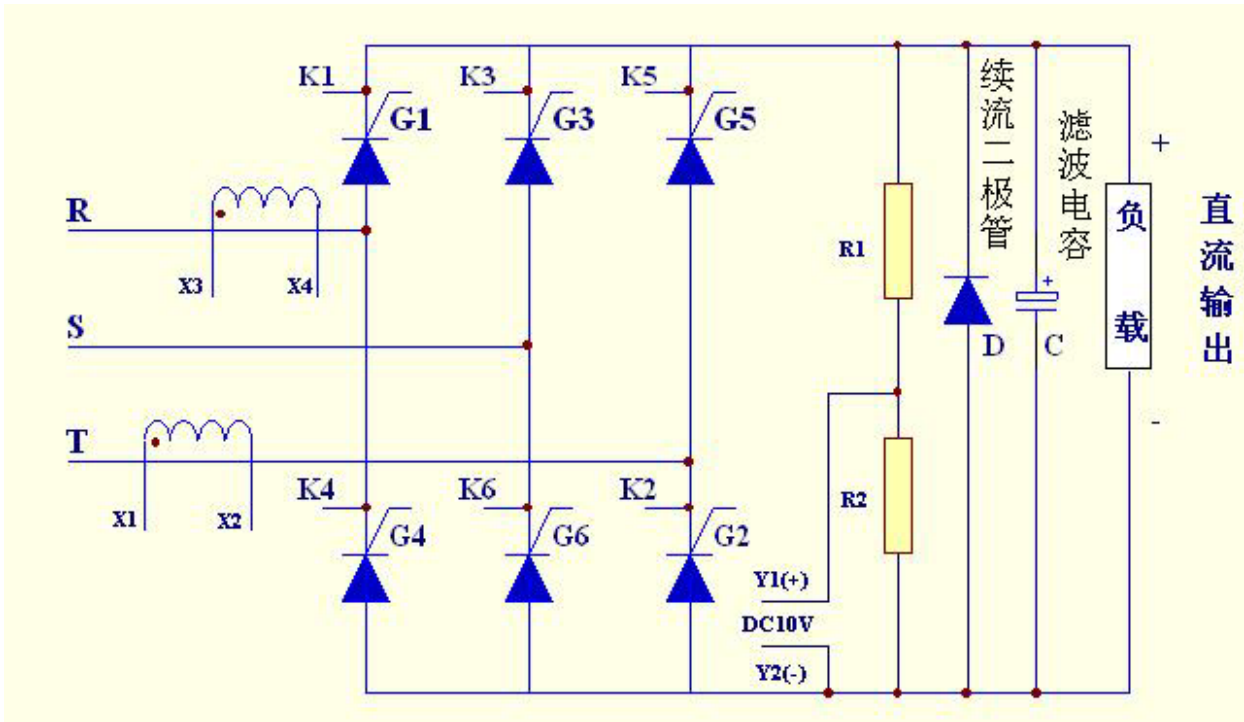 K1
K3
K5
G1
G3
G5
R
X3
X4
S
T
X1
X2
K4
K6
K2
G4
G6
G2
R1
R2
Y1(+)
DC10V
Y2(-)
续流二极管
D
滤波电容
+
C
负载
+
-
直流输出